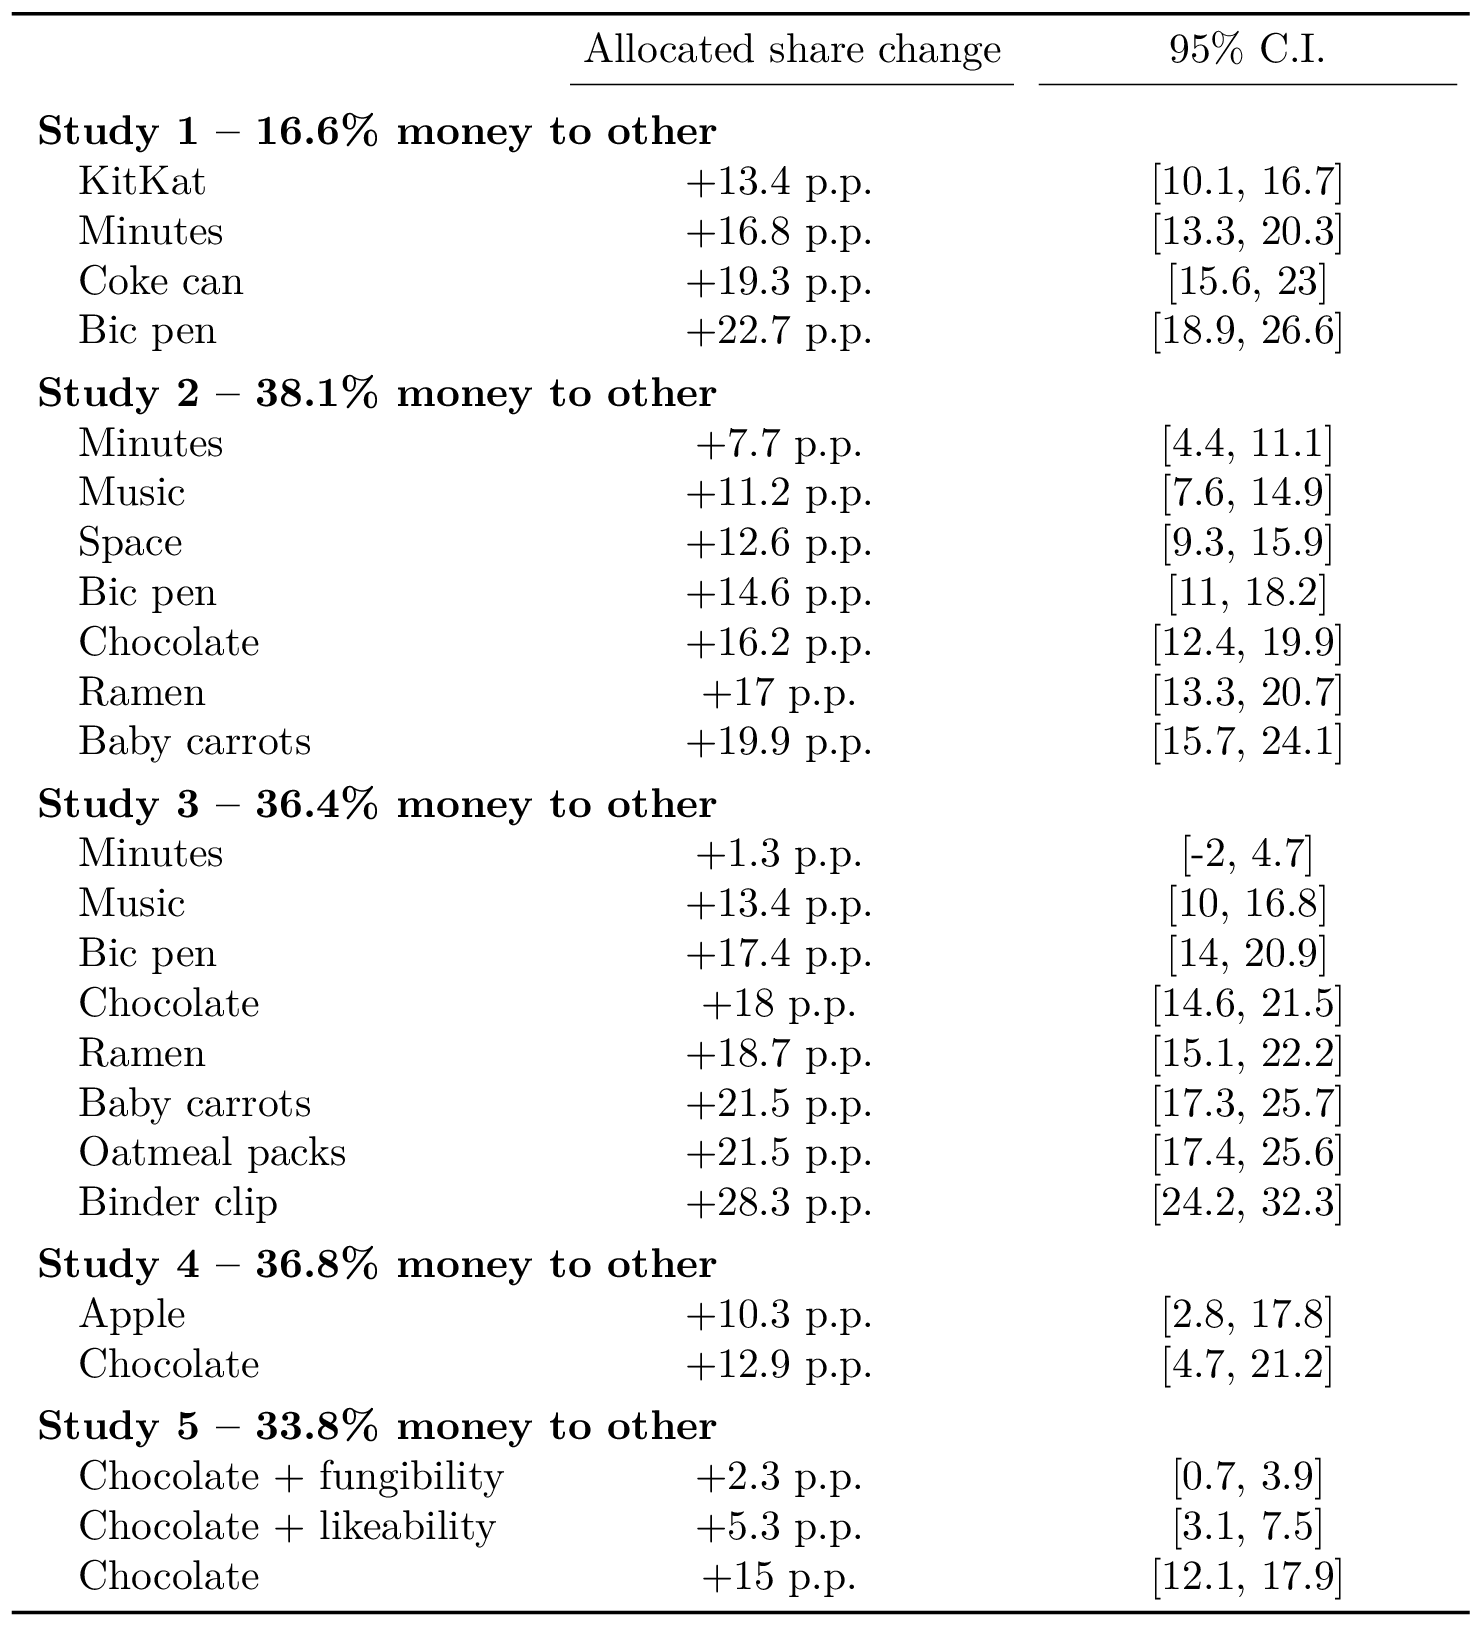 Allocated share change 95% C.I.
Study 1 – 16.6% money to other
KitKat +13.4 p.p. [10.1, 16.7]
Minutes +16.8 p.p. [13.3, 20.3]
Coke can +19.3 p.p. [15.6, 23]
Bic pen +22.7 p.p. [18.9, 26.6]
Study 2 – 38.1% money to other
Minutes +7.7 p.p. [4.4, 11.1]
Music +11.2 p.p. [7.6, 14.9]
Space +12.6 p.p. [9.3, 15.9]
Bic pen +14.6 p.p. [11, 18.2]
Chocolate +16.2 p.p. [12.4, 19.9]
Ramen +17 p.p. [13.3, 20.7]
Baby carrots +19.9 p.p. [15.7, 24.1]
Study 3 – 36.4% money to other
Minutes +1.3 p.p. [-2, 4.7]
Music +13.4 p.p. [10, 16.8]
Bic pen +17.4 p.p. [14, 20.9]
Chocolate +18 p.p. [14.6, 21.5]
Ramen +18.7 p.p. [15.1, 22.2]
Baby carrots +21.5 p.p. [17.3, 25.7]
Oatmeal packs +21.5 p.p. [17.4, 25.6]
Binder clip +28.3 p.p. [24.2, 32.3]
Study 4 – 36.8% money to other
Apple +10.3 p.p. [2.8, 17.8]
Chocolate +12.9 p.p. [4.7, 21.2]
Study 5 – 33.8% money to other
Chocolate + fungibility +2.3 p.p. [0.7, 3.9]
Chocolate + likeability +5.3 p.p. [3.1, 7.5]
Chocolate +15 p.p. [12.1, 17.9]